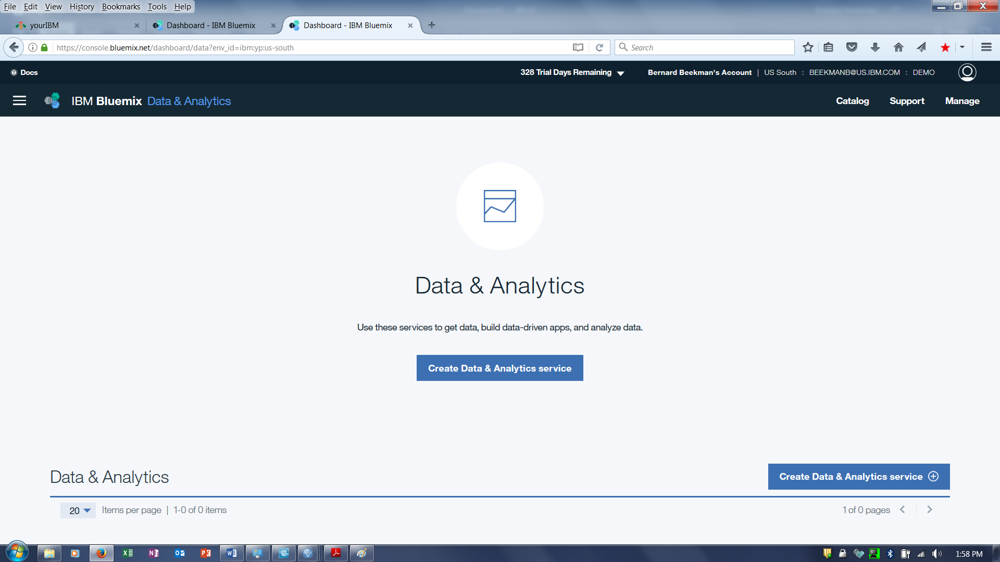 File Edit View History Bookmarks Tools Help
yourIBM Dashboard - IBM Bluemix Dashboard - IBM Bluemix
https://console.bluemix.net/dashboard/data?env_id=ibm:yp:us-south Search
Docs 328 Trial Days Remaining Bernard Beekman's Account | US South : BEEKMANB@US.IBM.COM : DEMO
IBM Bluemix Data & Analytics Catalog Support Manage
Data & Analytics
Use these services to get data, build data-driven apps, and analyze data.
Create Data & Analytics service
Data & Analytics Create Data & Analytics service
20 Items per page | 1-0 of 0 items 1 of 0 pages
1:58 PM